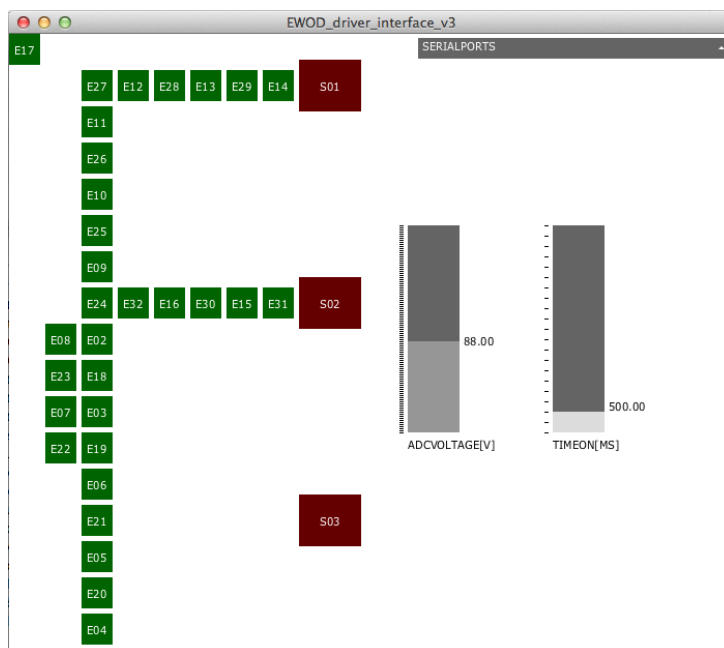 EWOD_driver_interface_v3
E17
SERIALPORTS
E27 E12 E28 E13 E29 E14 S01
E11
E26
E10
E25
E09
E24 E32 E16 E30 E15 E31 S02
E08 E02
88.00
E23 E18
E07 E03
500.00
E22 E19
ADCVOLTAGE[V] TIMEON[MS]
E06
E21 S03
E05
E20
E04